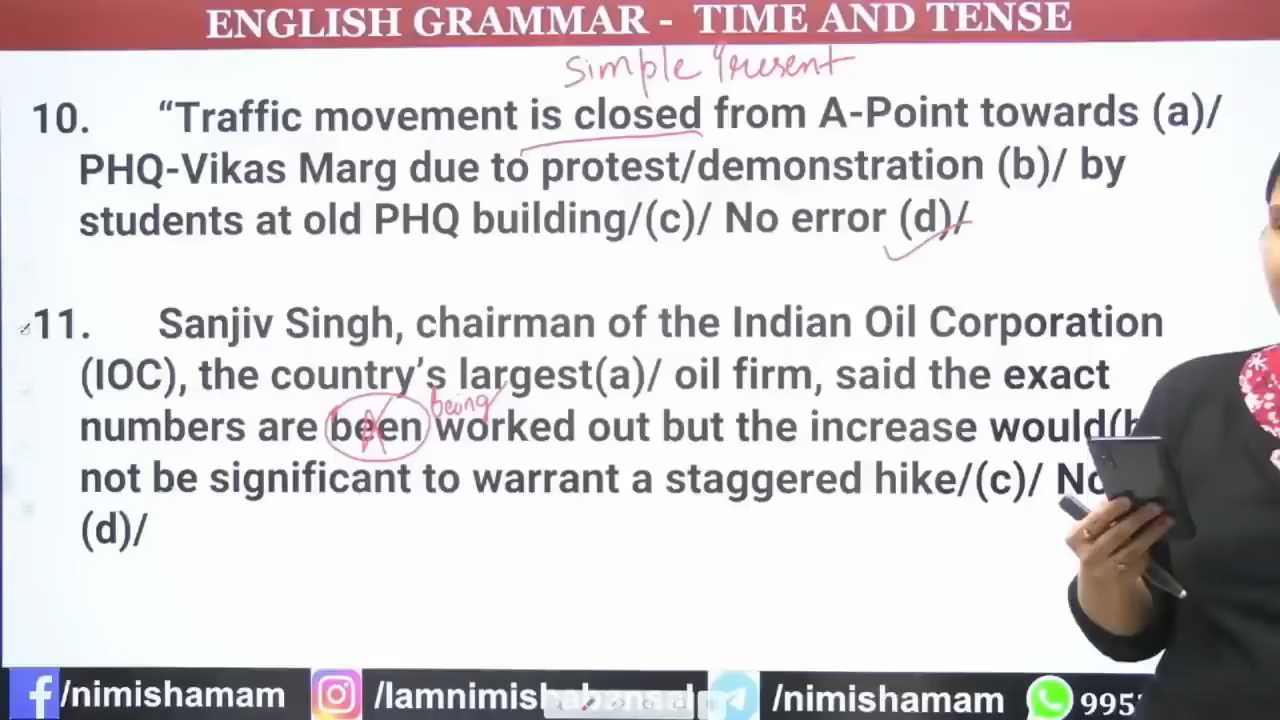 ENGLISH GRAMMAR - TIME AND TENSE
simple Present
10. “Traffic movement is closed from A-Point towards (a)/
PHQ-Vikas Marg due to protest/demonstration (b)/ by
students at old PHQ building/(c)/ No error (d)/
11. Sanjiv Singh, chairman of the Indian Oil Corporation
(IOC), the country’s largest(a)/ oil firm, said the exact
being
numbers are been worked out but the increase would(b
not be significant to warrant a staggered hike/(c)/ No
(d)/
/nimishamam /Iamnimishabansal /nimishamam 995